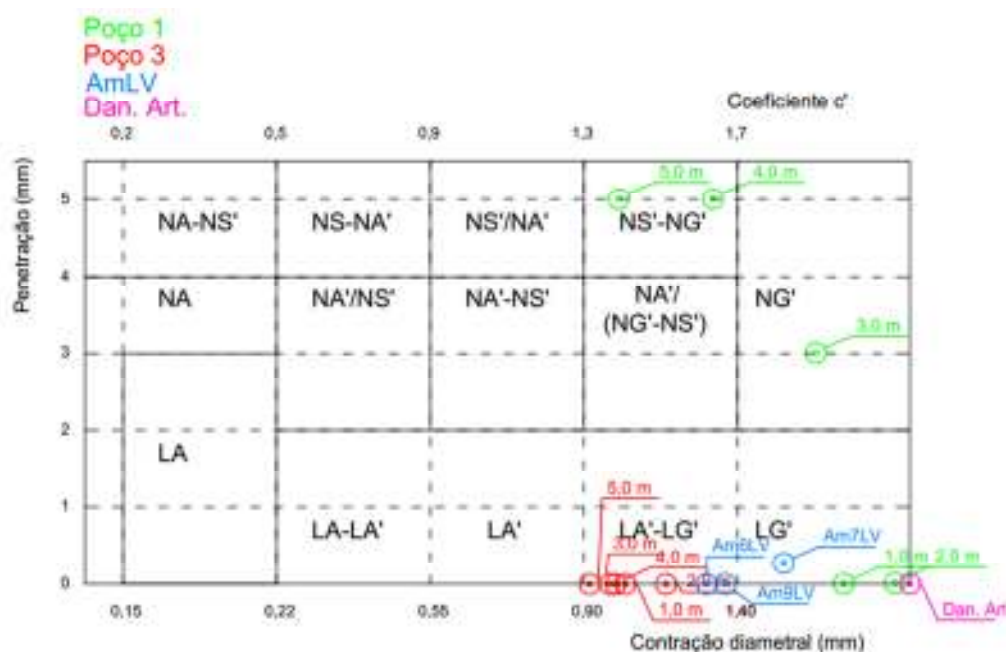 Poço 1
Poço 3
AmLV
Dan. Art.
Coeficiente c'
0,2 0,5 0,9 1,3 1,7
Penetração (mm)
5,0 m 4,0 m
5
NA-NS' NS-NA' NS'/NA' NS'-NG'
4
NA NA'/NS' NA'-NS' NA'/ NG'
(NG'-NS')
3,0 m
3
2
LA
5,0 m
1
LA-LA' LA' LA'-LG' LG'
3,0 m 4,0 m Am6LV Am7LV 1,0 m 2,0 m
0
1,0 m Am9LV Dan. Art.
0,15 0,22 0,55 0,90 1,40
Contração diametral (mm)